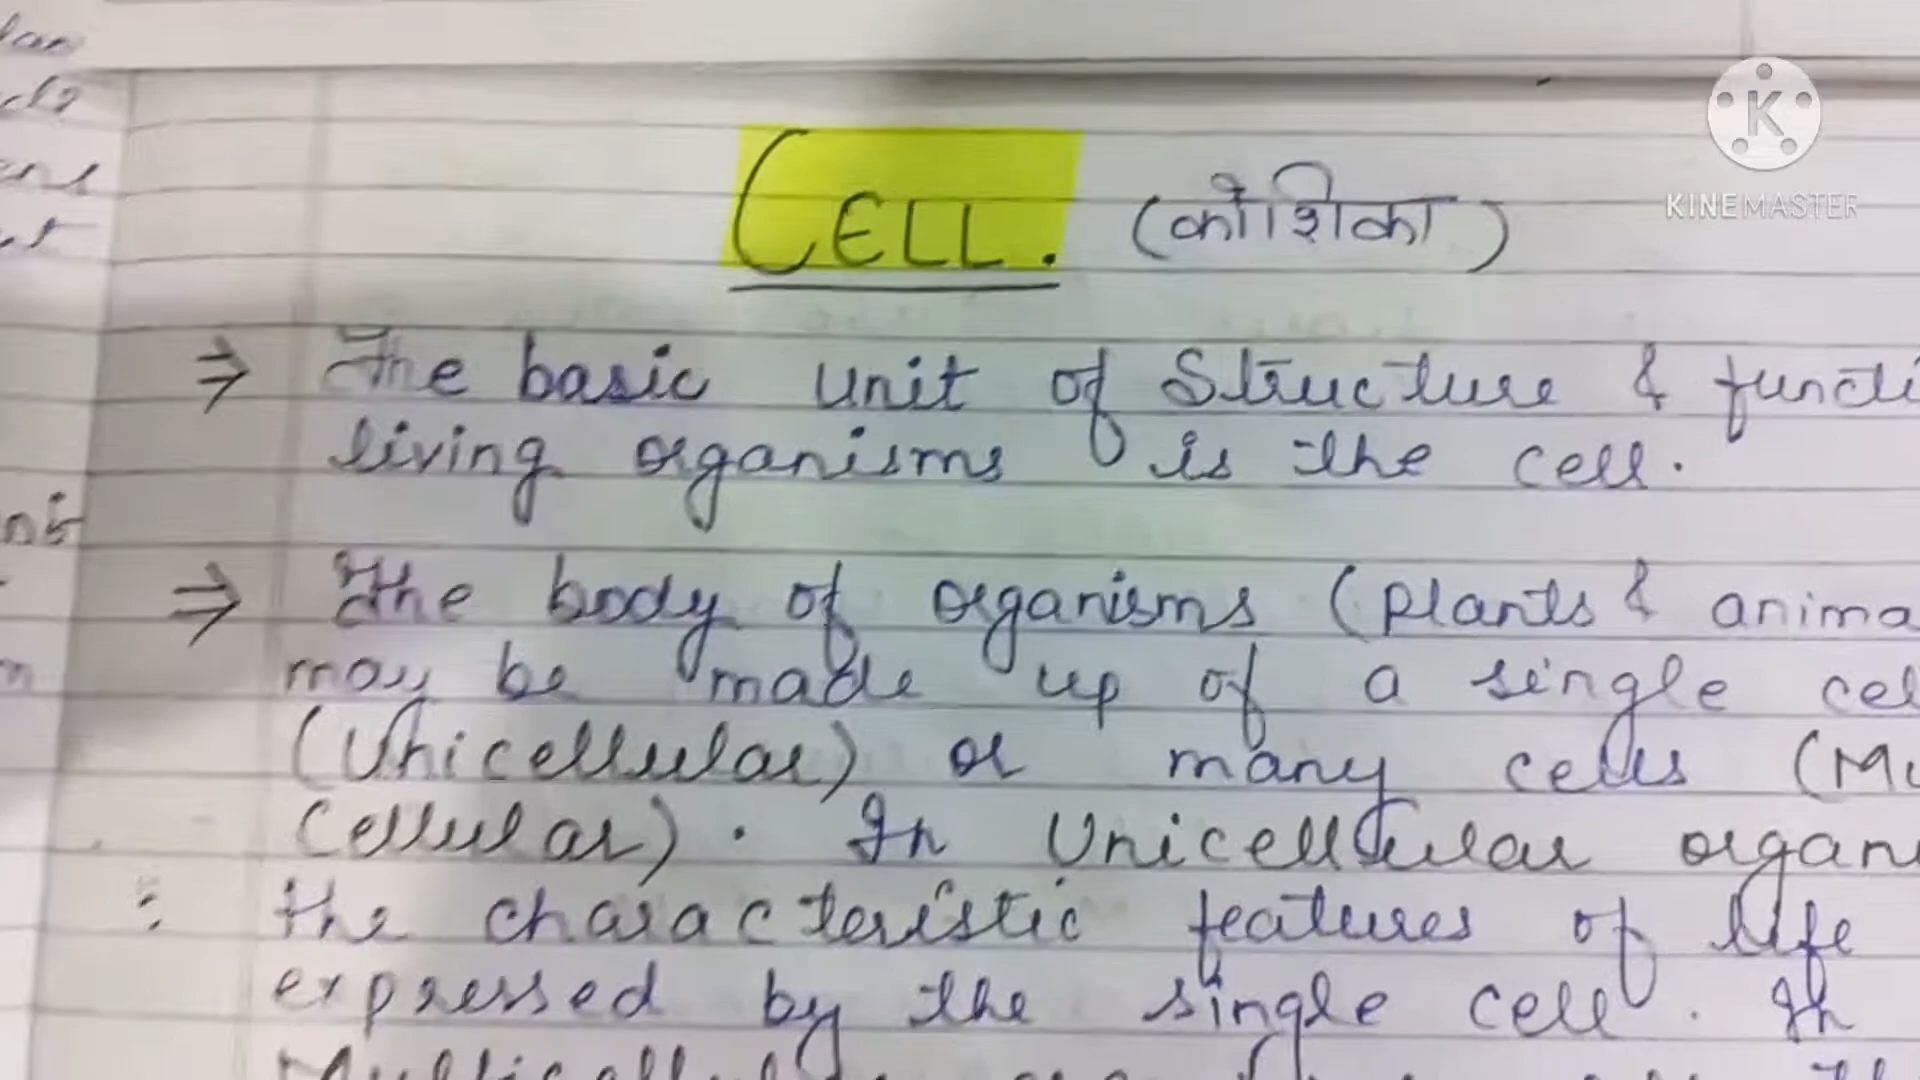 CELL. (कोशिका)
KINEMASTER
⇒ The basic unit of Structure & functi
living organisms is the cell.
⇒ The body of organisms (plants & anima
may be made up of a single cel
(Unicellular) or many cells (Mu
Cellular). In Unicellular organi
the characteristic features of life
expressed by the single cell. In